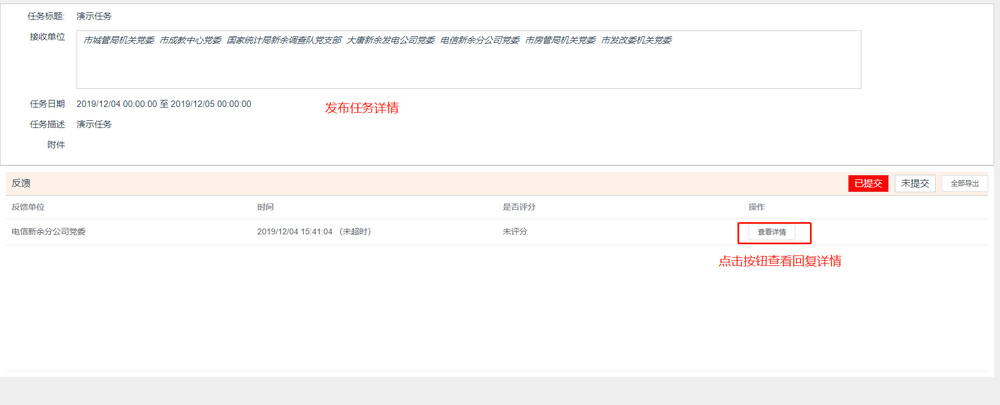 任务标题: 演示任务
接收单位 市城管局机关党委 市成教中心党委 国家统计局新余调查队党支部 大唐新余发电公司党委 电信新余分公司党委 市房管局机关党委 市发改委机关党委
任务日期 2019/12/04 00:00:00 至 2019/12/05 00:00:00
发布任务详情
任务描述 演示任务
附件
反馈 已提交 未提交 全部导出
反馈单位 时间 是否评分 操作
电信新余分公司党委 2019/12/04 15:41:04 （未超时） 未评分 查看详情
点击按钮查看回复详情